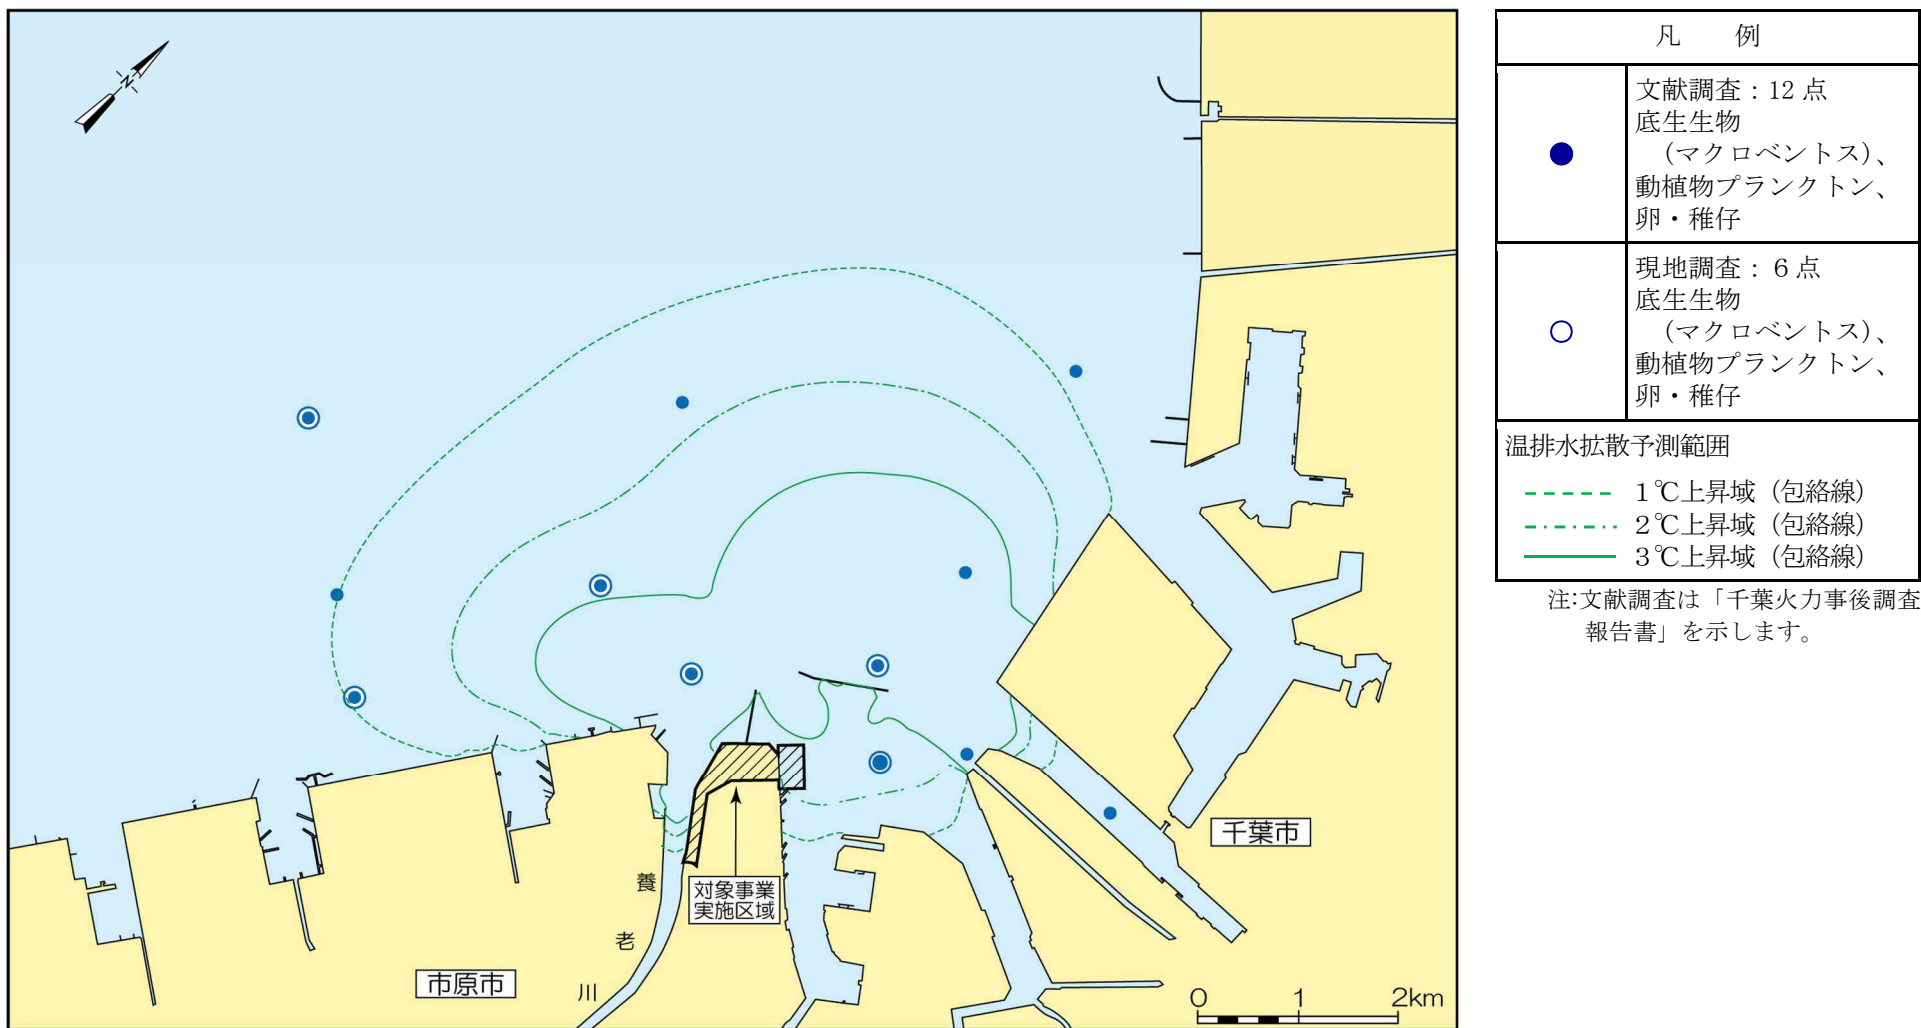 N
養
老
川
対象事業
実施区域
市原市
千葉市
0 1 2km
凡 例
文献調査：12 点
底生生物
（マクロベントス）、
動植物プランクトン、
卵・稚仔
現地調査：６点
底生生物
（マクロベントス）、
動植物プランクトン、
卵・稚仔
温排水拡散予測範囲
１℃上昇域（包絡線）
２℃上昇域（包絡線）
３℃上昇域（包絡線）
注:文献調査は「千葉火力事後調査
報告書」を示します。